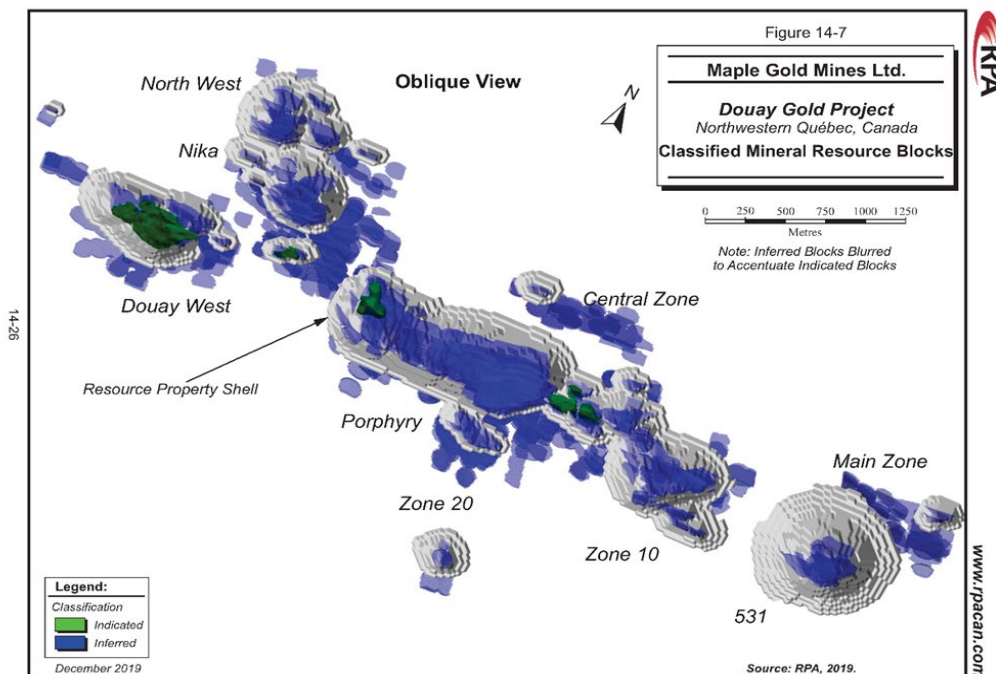 Figure 14-7
RPA
Maple Gold Mines Ltd.
Douay Gold Project
Northwestern Québec, Canada
Classified Mineral Resource Blocks
Oblique View
N
0 250 500 750 1000 1250
Metres
Note: Inferred Blocks Blurred
to Accentuate Indicated Blocks
North West
Nika
Douay West
Central Zone
Resource Property Shell
Porphyry
Main Zone
Zone 20
Zone 10
531
14-26
Legend:
Classification
Indicated
Inferred
December 2019
Source: RPA, 2019.
www.rpacan.com